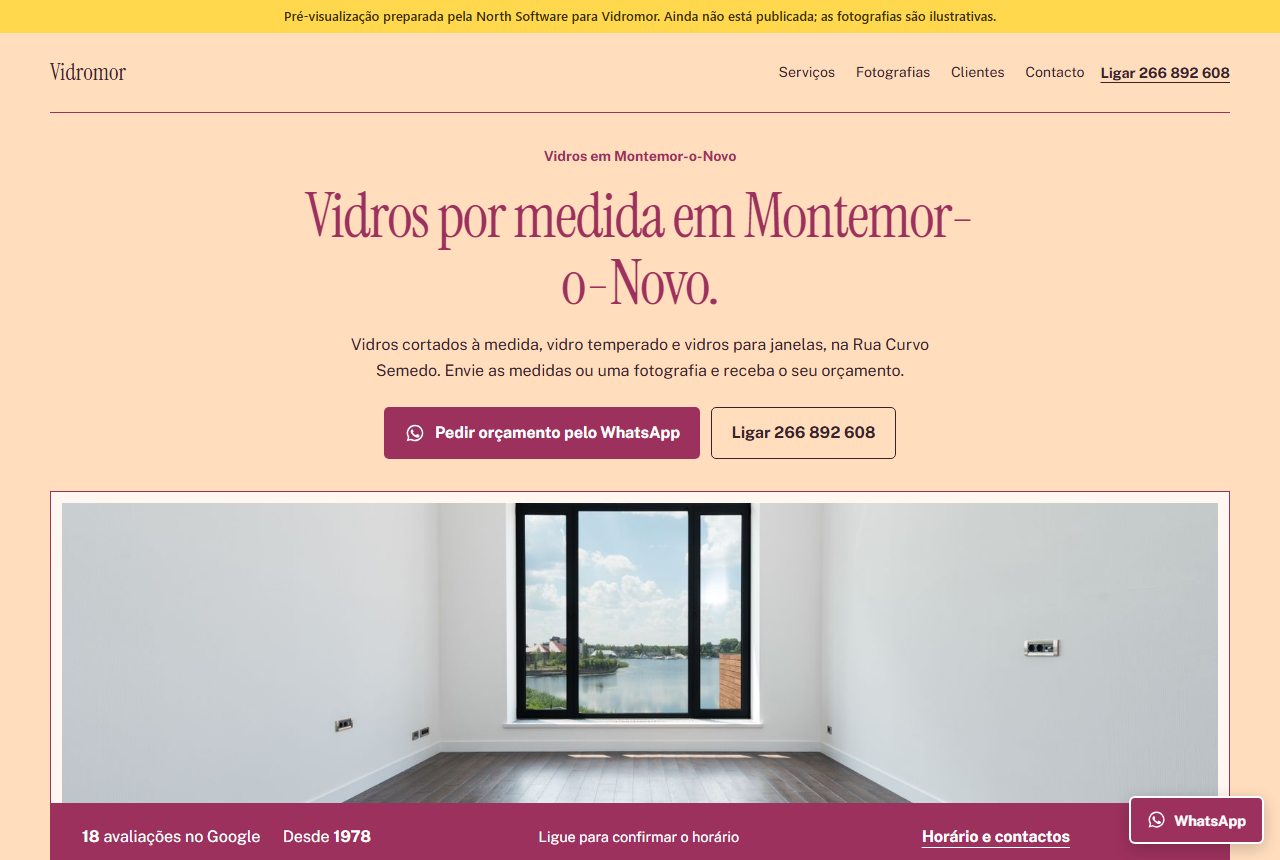 Pré-visualização preparada pela North Software para Vidromor. Ainda não está publicada; as fotografias são ilustrativas.
Vidromor
Serviços
Fotografias
Clientes
Contacto
Ligar 266 892 608
Vidros em Montemor-o-Novo
Vidros por medida em Montemor-
o-Novo.
Vidros cortados à medida, vidro temperado e vidros para janelas, na Rua Curvo
Semedo. Envie as medidas ou uma fotografia e receba o seu orçamento.
Pedir orçamento pelo WhatsApp
Ligar 266 892 608
18 avaliações no Google
Desde 1978
Ligue para confirmar o horário
Horário e contactos
WhatsApp